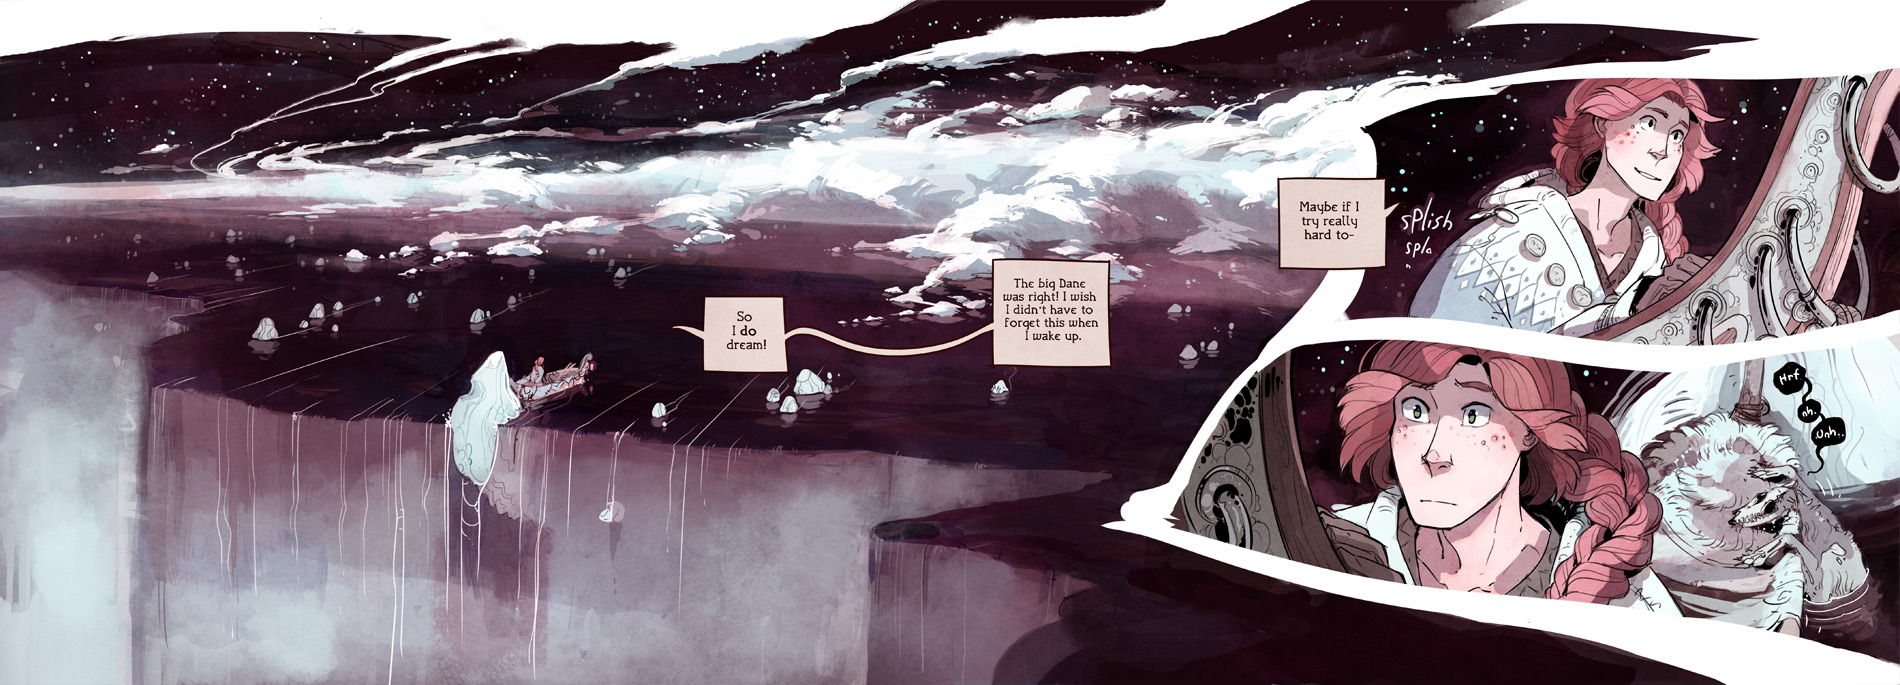 So
I do
dream!
The big Dane
was right! I wish
I didn't have to
forget this when
I wake up.
Maybe if I
try really
hard to-
splish
spla
Hrf
nh.
Unh..